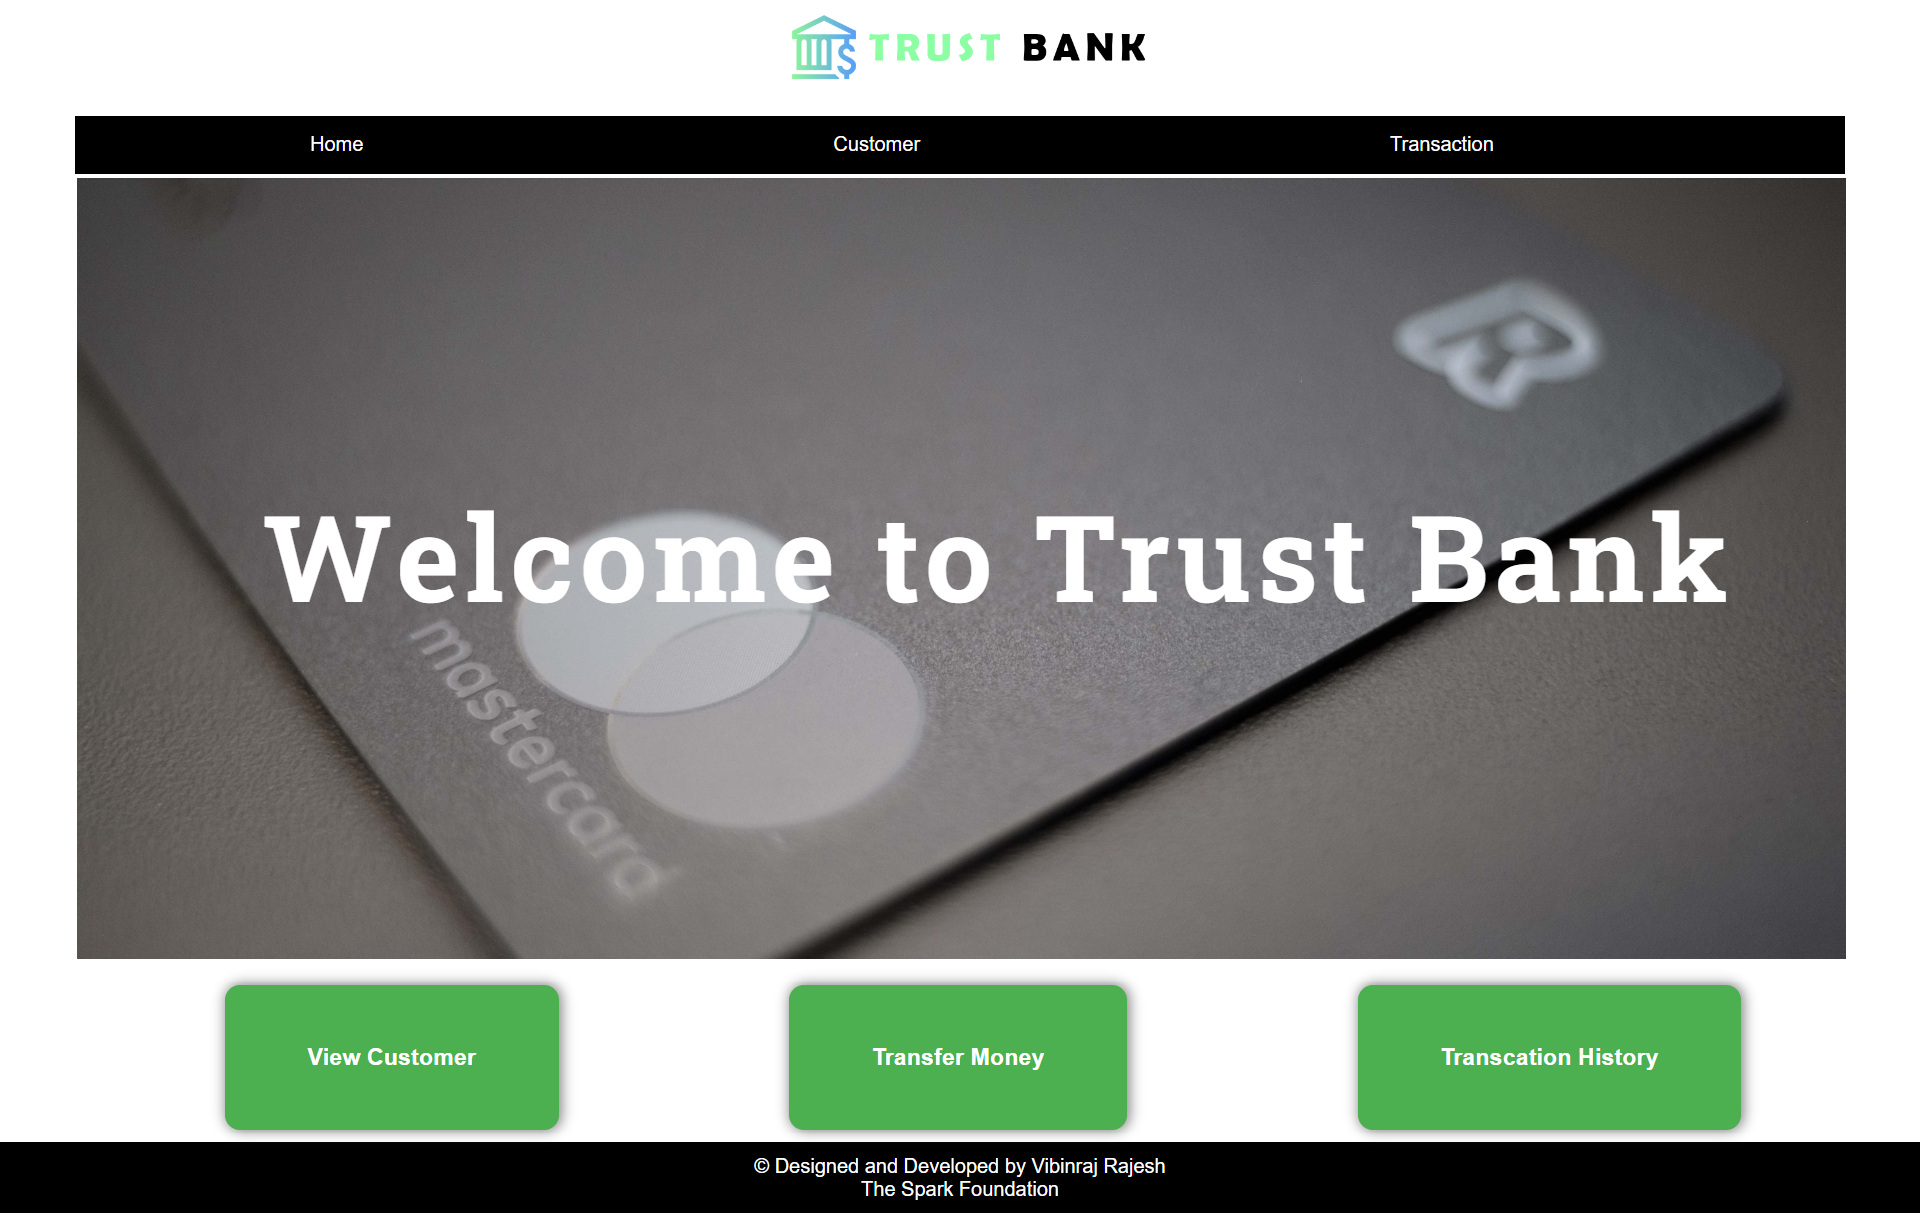 TRUST BANK
Home Customer Transaction
R
Welcome to Trust Bank
mastercard
View Customer Transfer Money Transcation History
© Designed and Developed by Vibinraj Rajesh
The Spark Foundation